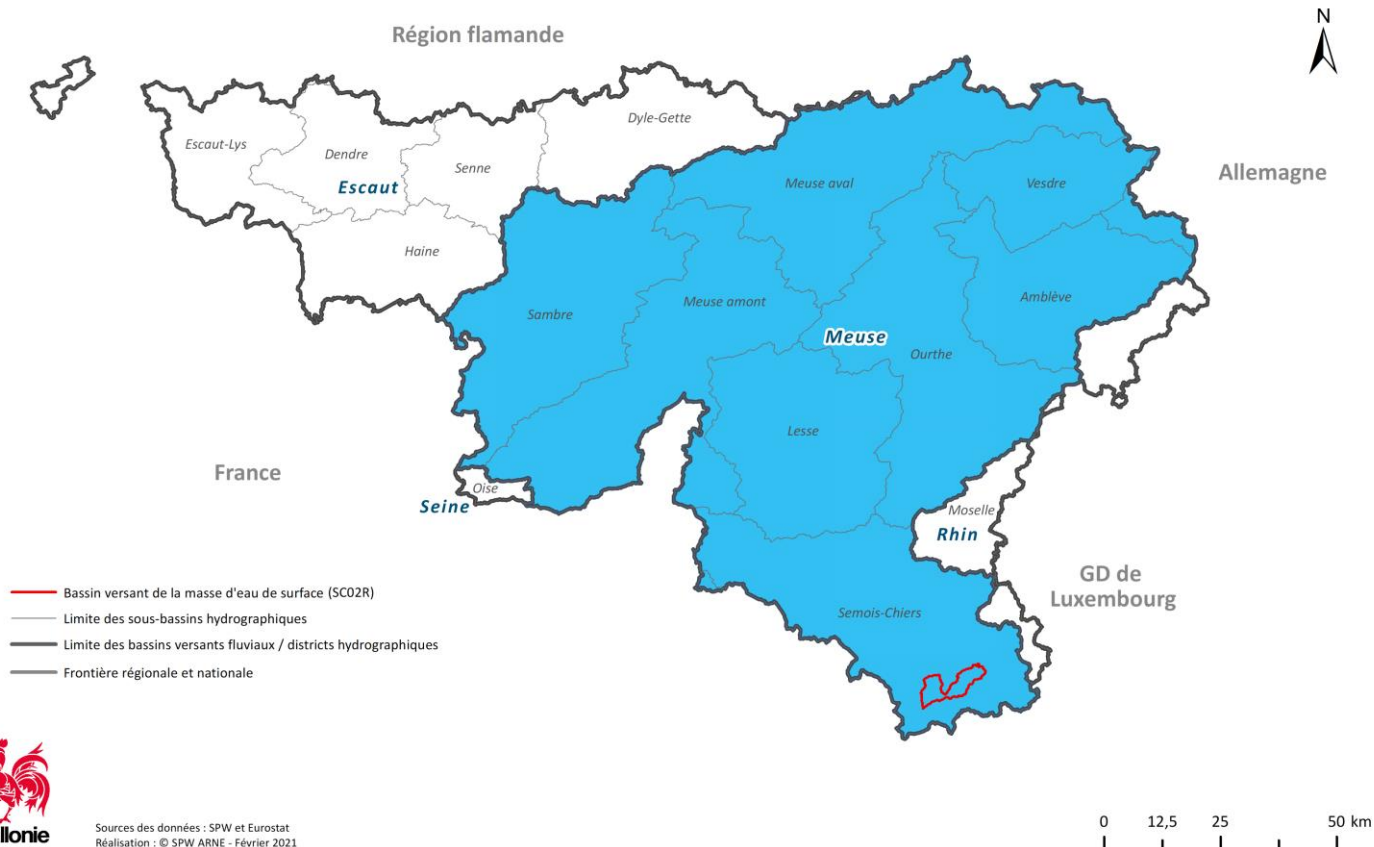 Région flamande
N
Dyle-Gette
Escaut-Lys
Dendre
Senne
Escaut
Meuse aval
Vesdre
Allemagne
Haine
Sambre
Meuse amont
Amblève
Meuse
Ourthe
Lesse
France
Oise
Seine
Moselle
Rhin
GD de
Luxembourg
Semois-Chiers
Bassin versant de la masse d'eau de surface (SC02R)
Limite des sous-bassins hydrographiques
Limite des bassins versants fluviaux / districts hydrographiques
Frontière régionale et nationale
llonie
Sources des données : SPW et Eurostat
Réalisation : © SPW ARNE - Février 2021
0 12,5 25 50 km